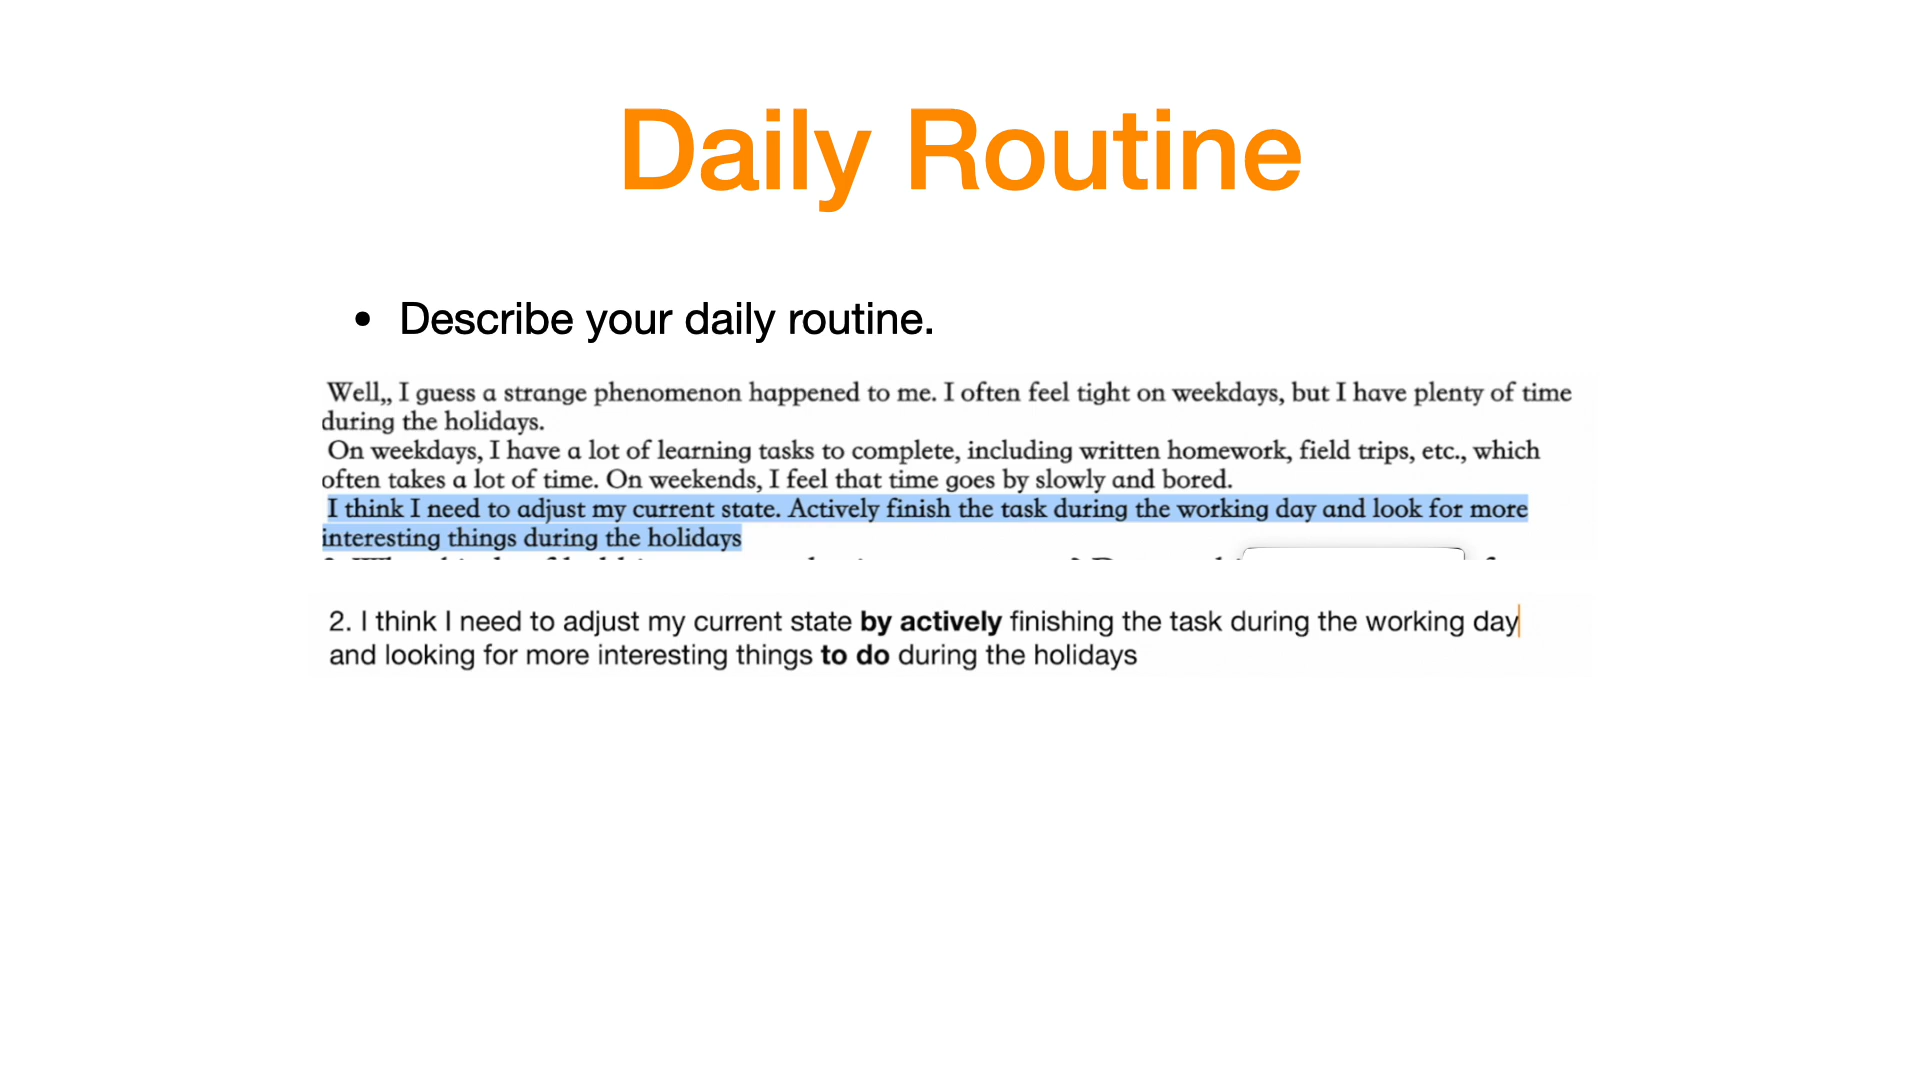 Daily Routine
• Describe your daily routine.
Well,, I guess a strange phenomenon happened to me. I often feel tight on weekdays, but I have plenty of time
during the holidays.
On weekdays, I have a lot of learning tasks to complete, including written homework, field trips, etc., which
often takes a lot of time. On weekends, I feel that time goes by slowly and bored.
I think I need to adjust my current state. Actively finish the task during the working day and look for more
interesting things during the holidays
2. I think I need to adjust my current state by actively finishing the task during the working day
and looking for more interesting things to do during the holidays